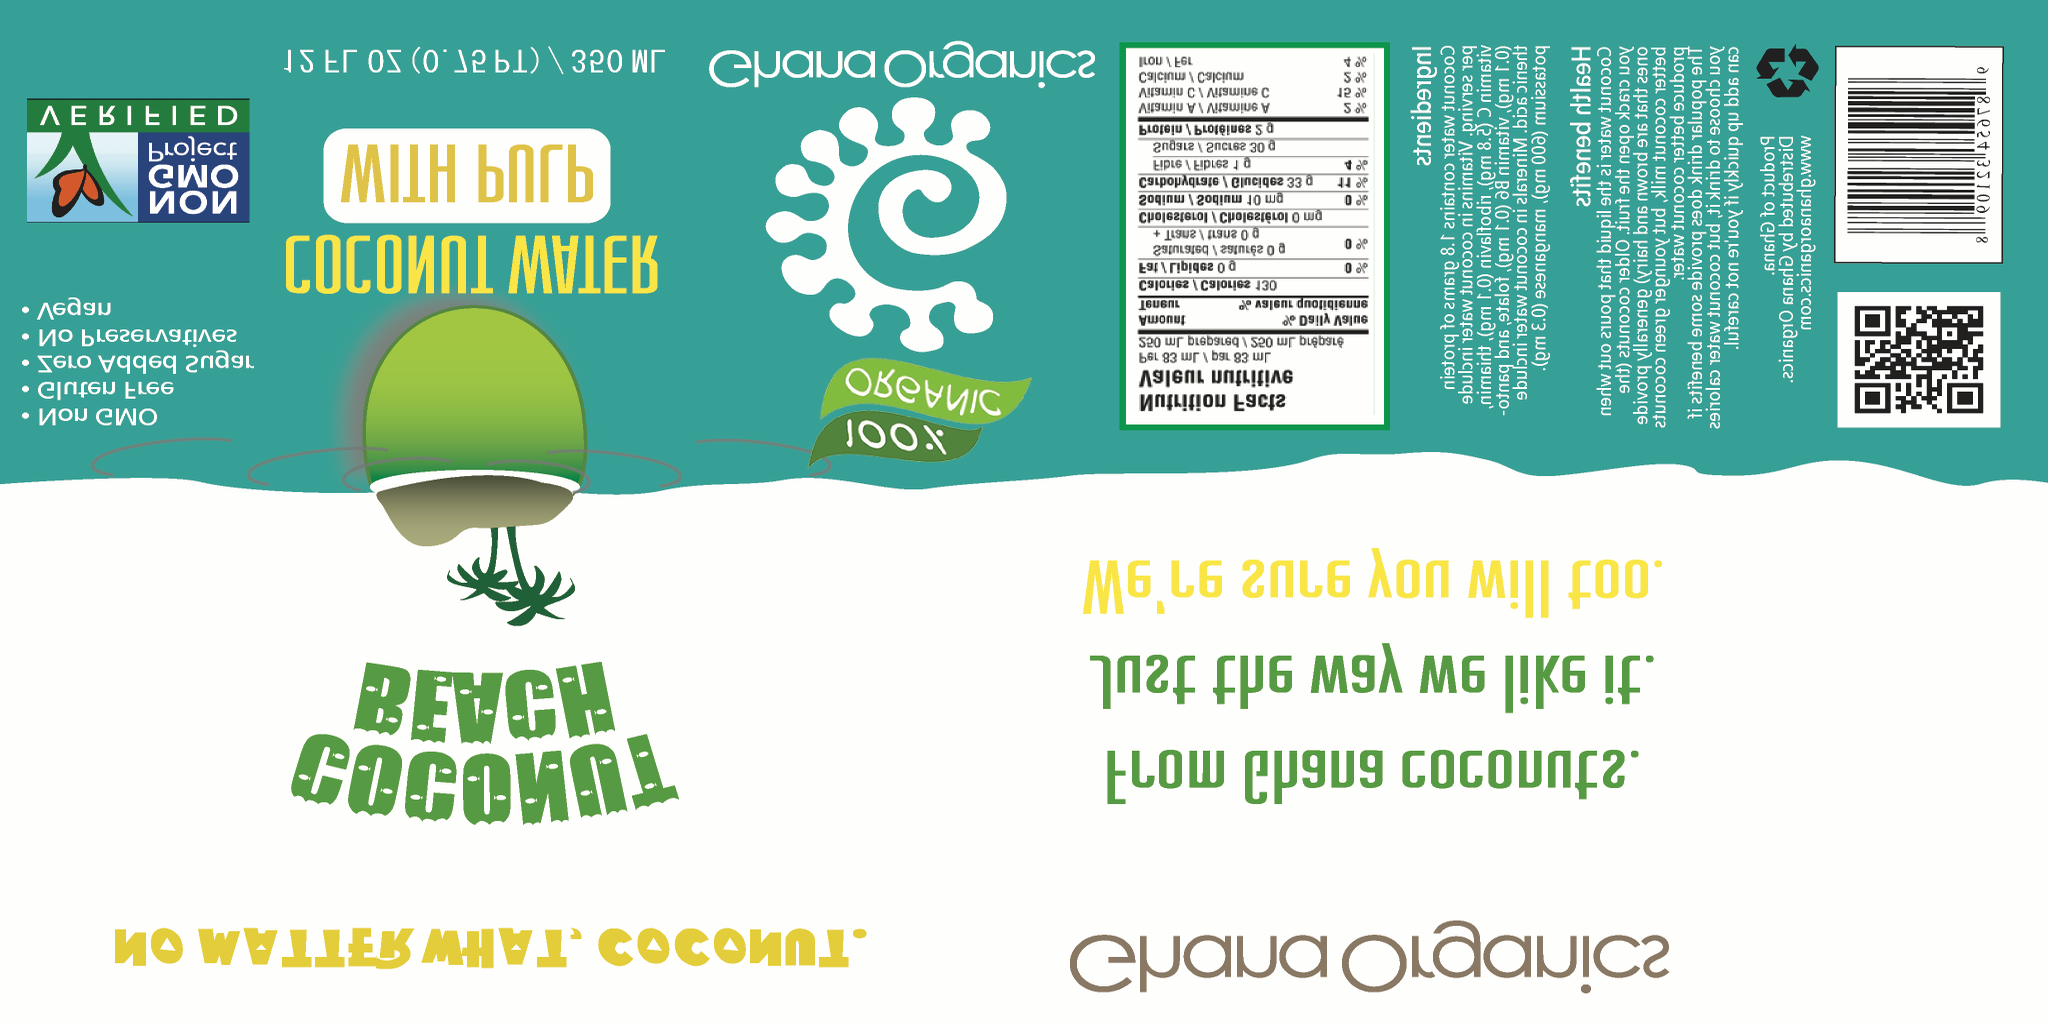 NO MATTER WHAT, COCONUT.
COCONUT
BEACH
• Non GMO
• Gluten Free
• Zero Added Sugar
• No Preservatives
• Vegan
COCONUT WATER
WITH PULP
NON
GMO
Project
VERIFIED
12 FL OZ (0.75 PT) / 350 ML
100%
ORGANIC
Ghana Organics
Ghana Organics
From Ghana coconuts.
Just the way we like it.
We're sure you will too.
Nutrition Facts
Valeur nutritive
Per 83 mL / par 83 mL
250 mL prepared / 250 mL préparé
Amount % Daily Value
Teneur % valeur quotidienne
Calories / Calories 130
Fat / Lipides 0 g 0 %
Saturated / saturés 0 g 0 %
+ Trans / trans 0 g
Cholesterol / Cholestérol 0 mg
Sodium / Sodium 10 mg 0 %
Carbohydrate / Glucides 33 g 11 %
Fibre / Fibres 1 g 4 %
Sugars / Sucres 30 g
Protein / Protéines 2 g
Vitamin A / Vitamine A 2 %
Vitamin C / Vitamine C 15 %
Calcium / Calcium 2 %
Iron / Fer 4 %
Ingredients
Coconut water contains 1.8 grams of protein
per serving. Vitamins in coconut water include
vitamin C (5.8 mg), riboflavin (0.1 mg), thiamin,
(0.1 mg), vitamin B6 (0.1 mg), folate, and panto-
thenic acid. Minerals in coconut water include
potassium (600 mg), manganese (0.3 mg).
Health benefits
Coconut water is the liquid that pours out when
you crack open the fruit. Older coconuts (the
ones that are brown and hairy) generally provide
better coconut milk, but younger green coconuts
produce better coconut water.
The popular drink does provide some benefits if
you choose to drink it, but coconut water calories
can add up quickly if you're not careful.
Product of Ghana.
Distributed by Ghana Organics.
www.ghanaorganics.com
9 8765432109 8